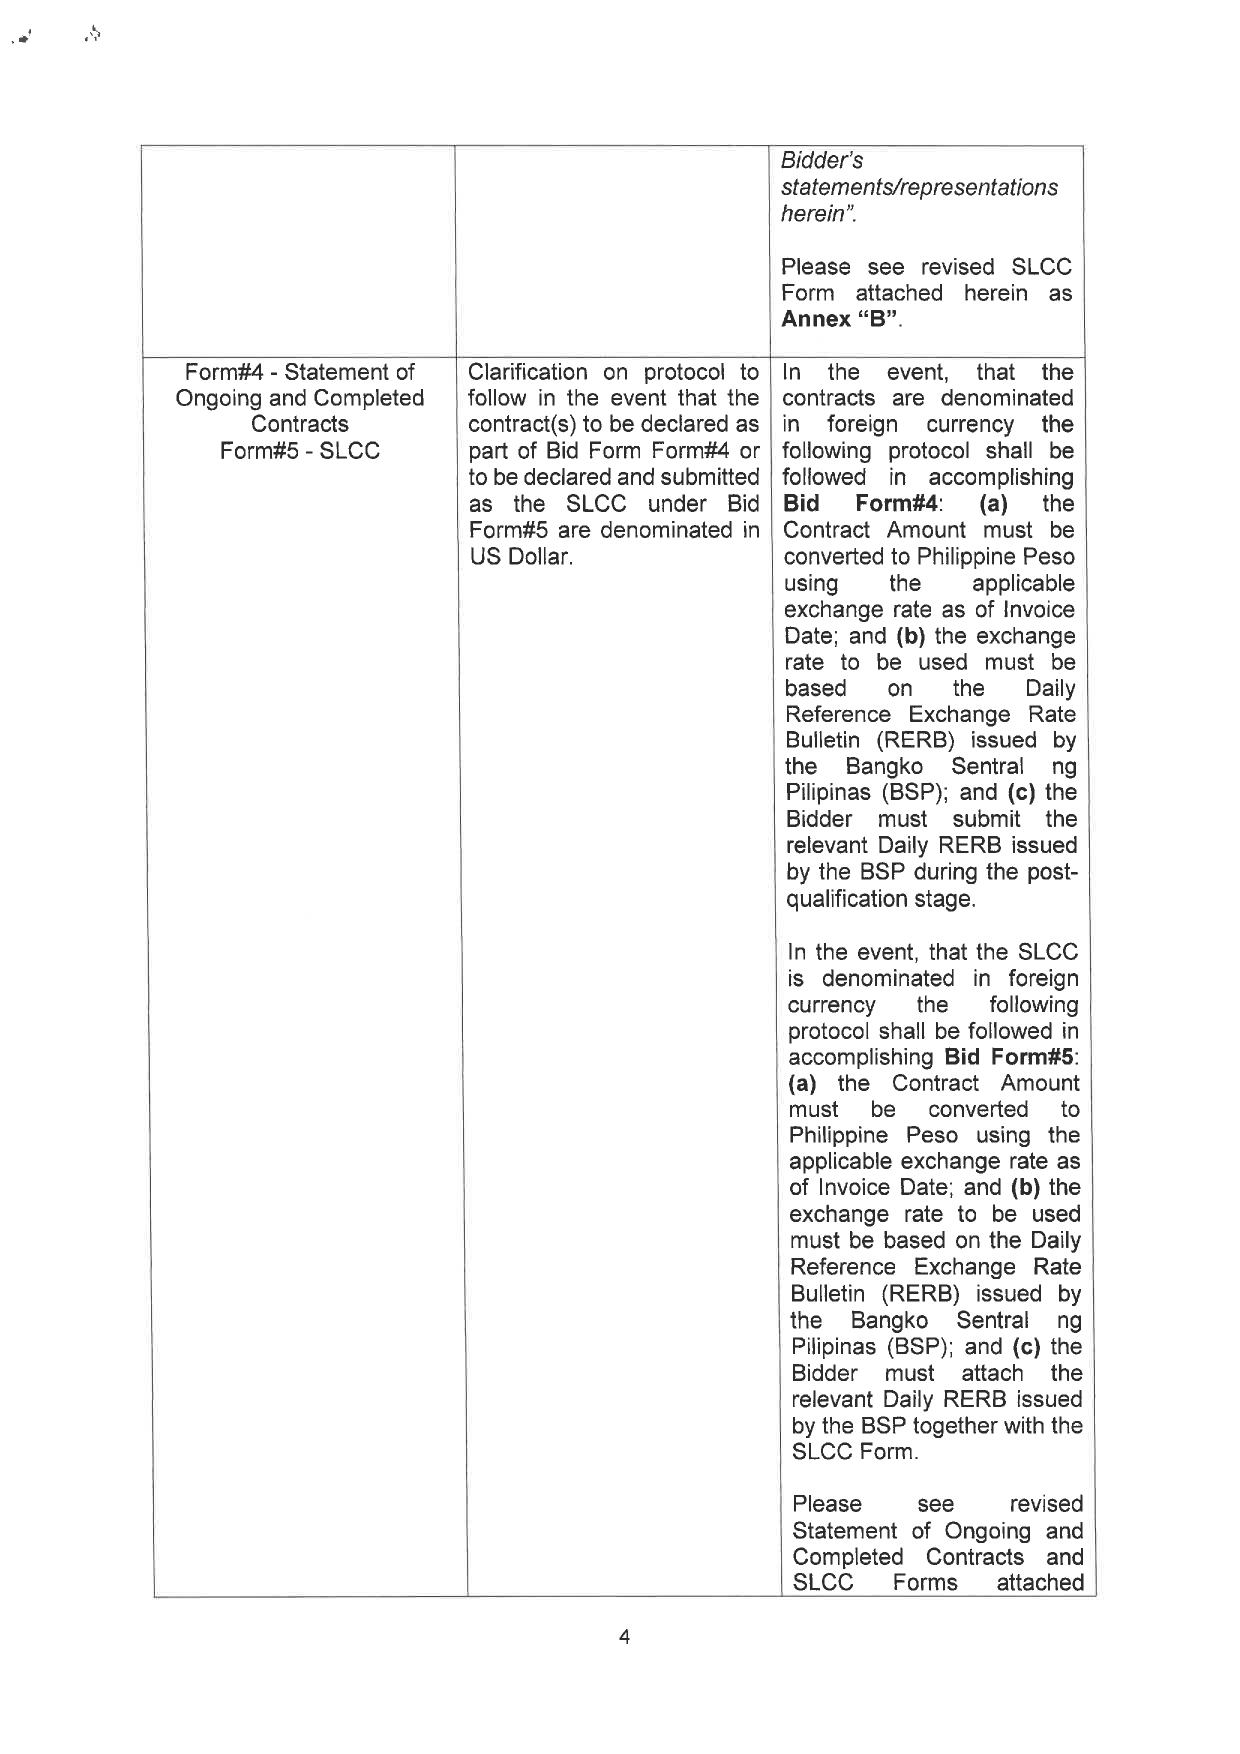 Bidder's
statements/representations
herein".
Please see revised SLCC
Form attached herein as
Annex “B”.
Form#4 - Statement of
Ongoing and Completed
Contracts
Form#5 - SLCC
Clarification on protocol to
follow in the event that the
contract(s) to be declared as
part of Bid Form Form#4 or
to be declared and submitted
as the SLCC under Bid
Form#5 are denominated in
US Dollar.
In the event, that the
contracts are denominated
in foreign currency the
following protocol shall be
followed in accomplishing
Bid Form#4: (a) the
Contract Amount must be
converted to Philippine Peso
using the applicable
exchange rate as of Invoice
Date; and (b) the exchange
rate to be used must be
based on the Daily
Reference Exchange Rate
Bulletin (RERB) issued by
the Bangko Sentral ng
Pilipinas (BSP); and (c) the
Bidder must submit the
relevant Daily RERB issued
by the BSP during the post-
qualification stage.
In the event, that the SLCC
is denominated in foreign
currency the following
protocol shall be followed in
accomplishing Bid Form#5:
(a) the Contract Amount
must be converted to
Philippine Peso using the
applicable exchange rate as
of Invoice Date; and (b) the
exchange rate to be used
must be based on the Daily
Reference Exchange Rate
Bulletin (RERB) issued by
the Bangko Sentral ng
Pilipinas (BSP); and (c) the
Bidder must attach the
relevant Daily RERB issued
by the BSP together with the
SLCC Form.
Please see revised
Statement of Ongoing and
Completed Contracts and
SLCC Forms attached
4